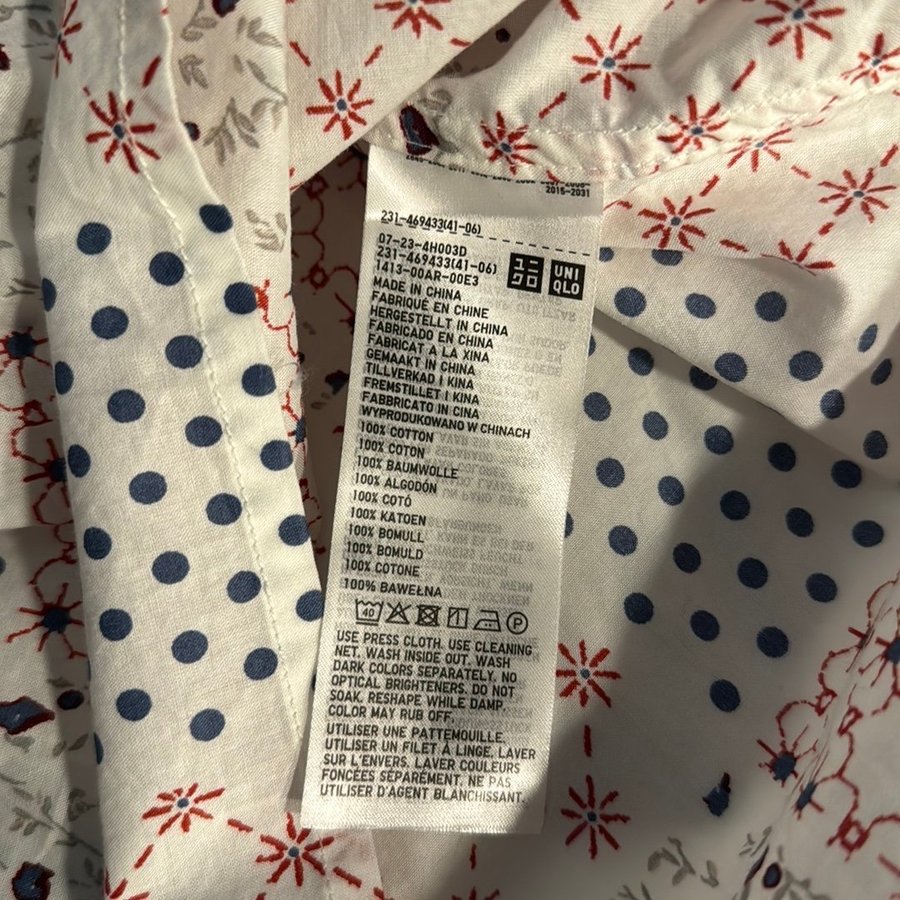 2015-2031
231-469433(41-06)
07-23-4H003D
231-469433(41-06)
1413-00AR-00E3
ユニ
クロ
UNI
QLO
MADE IN CHINA
FABRIQUÉ EN CHINE
HERGESTELLT IN CHINA
FABRICADO EN CHINA
FABRICAT A LA XINA
GEMAAKT IN CHINA
TILLVERKAD I KINA
FREMSTILLET I KINA
FABBRICATO IN CINA
WYPRODUKOWANO W CHINACH
100% COTTON
100% COTON
100% BAUMWOLLE
100% ALGODÓN
100% COTÓ
100% KATOEN
100% BOMULL
100% BOMULD
100% COTONE
100% BAWEŁNA
40 P
USE PRESS CLOTH. USE CLEANING
NET. WASH INSIDE OUT. WASH
DARK COLORS SEPARATELY. NO
OPTICAL BRIGHTENERS. DO NOT
SOAK. RESHAPE WHILE DAMP.
COLOR MAY RUB OFF.
UTILISER UNE PATTEMOUILLE.
UTILISER UN FILET À LINGE. LAVER
SUR L'ENVERS. LAVER COULEURS
FONCÉES SÉPARÉMENT. NE PAS
UTILISER D'AGENT BLANCHISSANT.